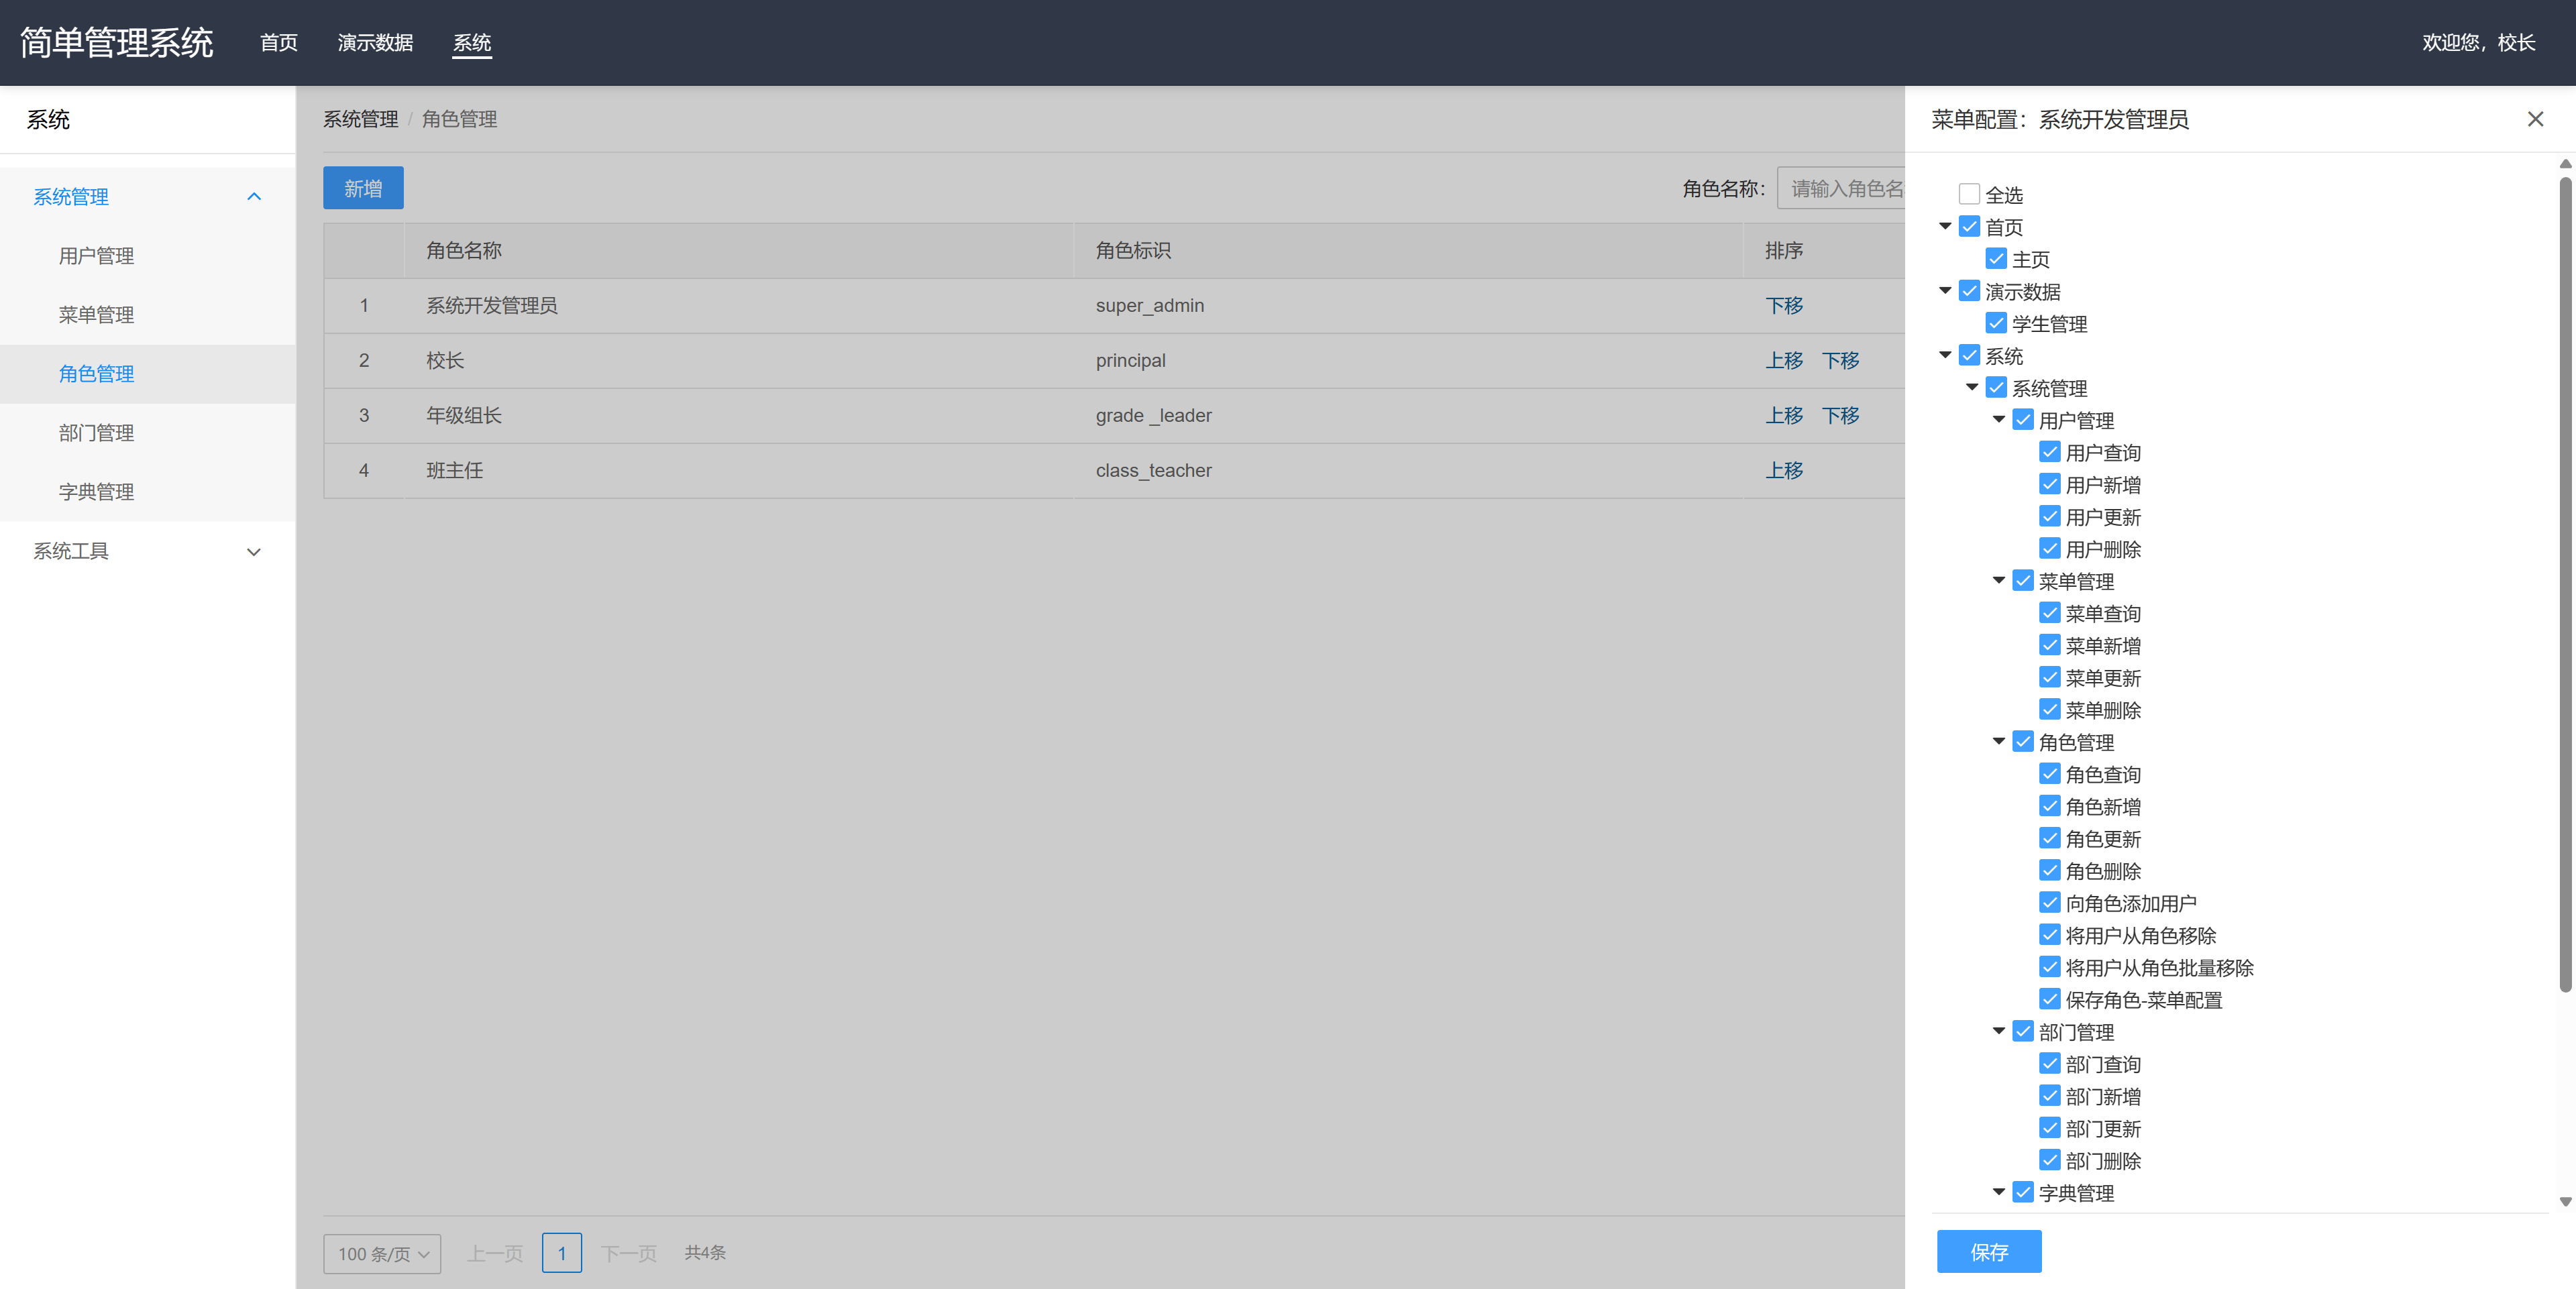 简单管理系统 首页 演示数据 系统 欢迎您，校长
系统
系统管理
用户管理
菜单管理
角色管理
部门管理
字典管理
系统工具
系统管理 / 角色管理
新增 角色名称： 请输入角色名
角色名称 角色标识 排序
1 系统开发管理员 super_admin 下移
2 校长 principal 上移 下移
3 年级组长 grade _leader 上移 下移
4 班主任 class_teacher 上移
100 条/页 上一页 1 下一页 共4条
菜单配置：系统开发管理员
全选
首页
主页
演示数据
学生管理
系统
系统管理
用户管理
用户查询
用户新增
用户更新
用户删除
菜单管理
菜单查询
菜单新增
菜单更新
菜单删除
角色管理
角色查询
角色新增
角色更新
角色删除
向角色添加用户
将用户从角色移除
将用户从角色批量移除
保存角色-菜单配置
部门管理
部门查询
部门新增
部门更新
部门删除
字典管理
保存